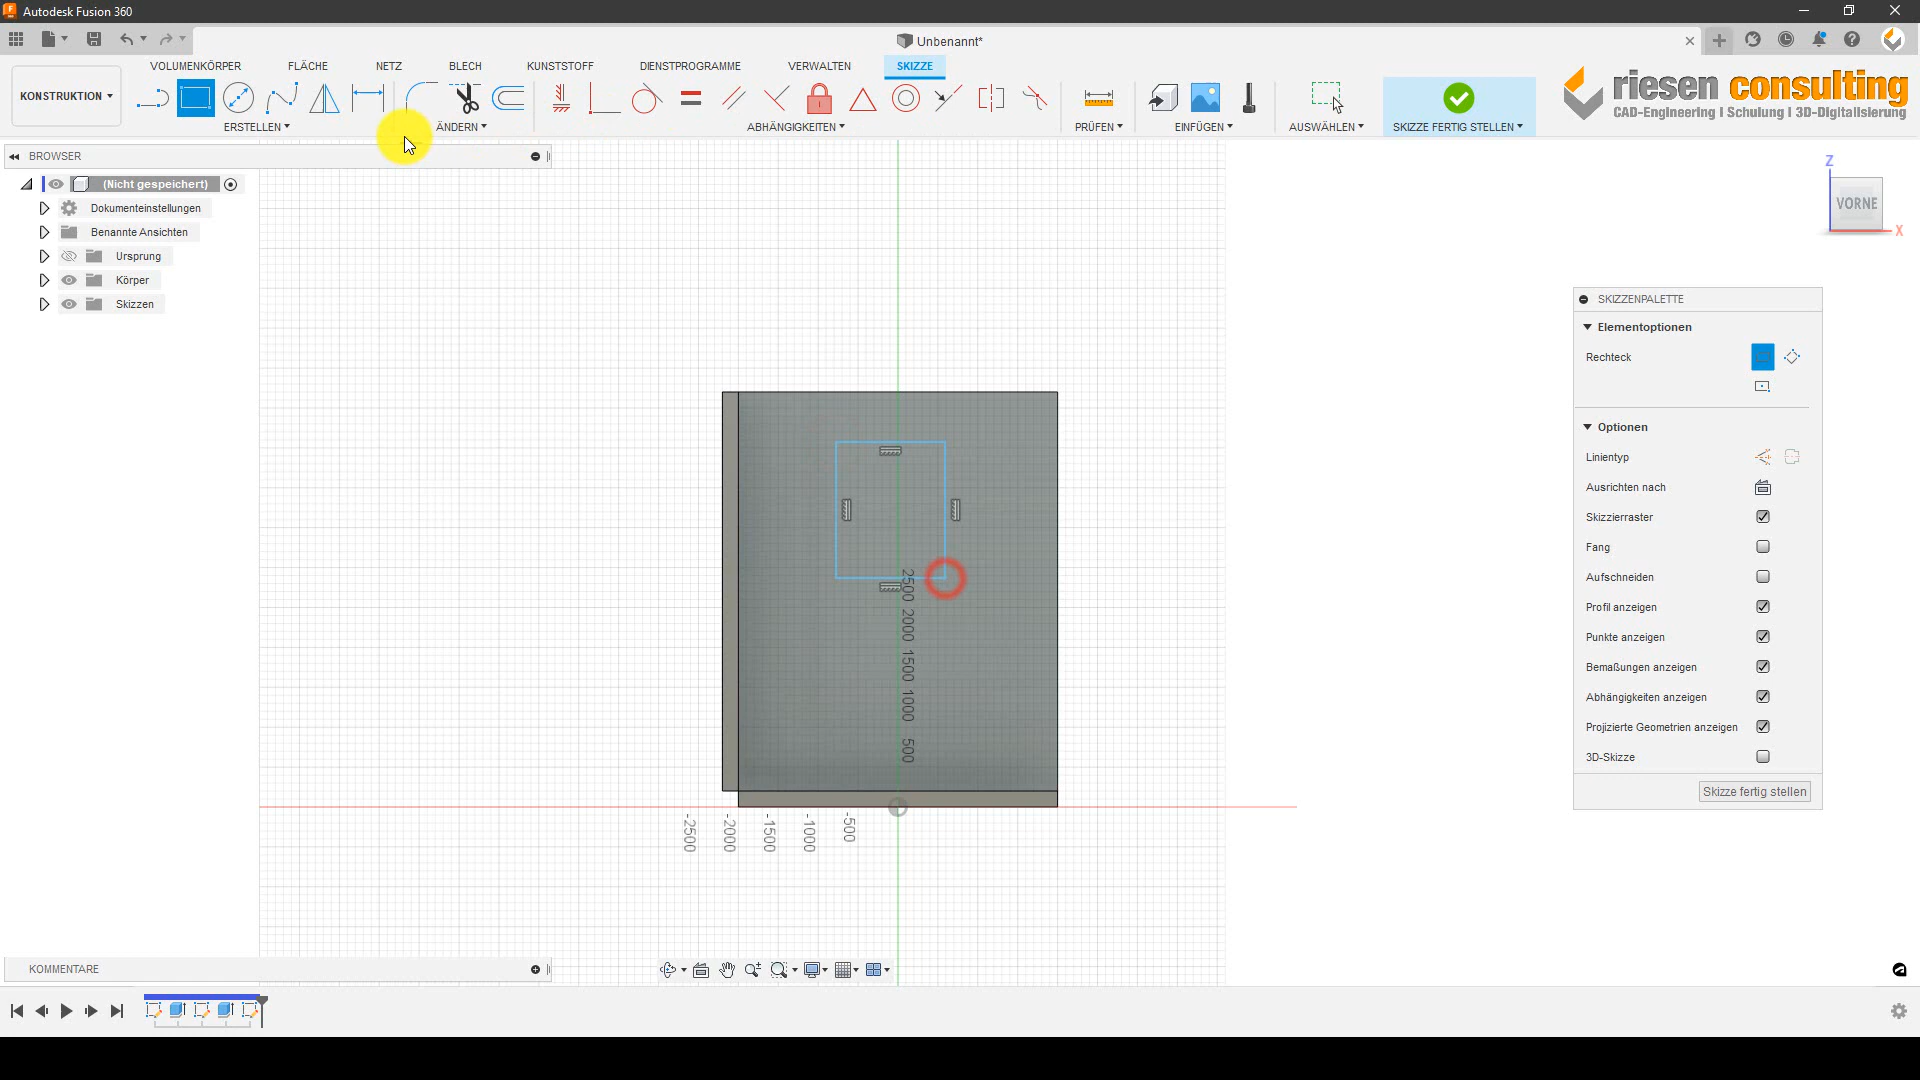 Autodesk Fusion 360
Unbenannt*
VOLUMENKÖRPER FLÄCHE NETZ BLECH KUNSTSTOFF DIENSTPROGRAMME VERWALTEN SKIZZE
KONSTRUKTION
ERSTELLEN ÄNDERN ABHÄNGIGKEITEN PRÜFEN EINFÜGEN AUSWÄHLEN SKIZZE FERTIG STELLEN
riesen consulting
CAD-Engineering I Schulung I 3D-Digitalisierung
BROWSER
(Nicht gespeichert)
Dokumenteinstellungen
Benannte Ansichten
Ursprung
Körper
Skizzen
Z
VORNE
X
SKIZZENPALETTE
Elementoptionen
Rechteck
Optionen
Linientyp
Ausrichten nach
Skizzierraster
Fang
Aufschneiden
Profil anzeigen
Punkte anzeigen
Bemaßungen anzeigen
Abhängigkeiten anzeigen
Projizierte Geometrien anzeigen
3D-Skizze
Skizze fertig stellen
2500
2000
1500
1000
500
-2500
-2000
-1500
-1000
-500
KOMMENTARE